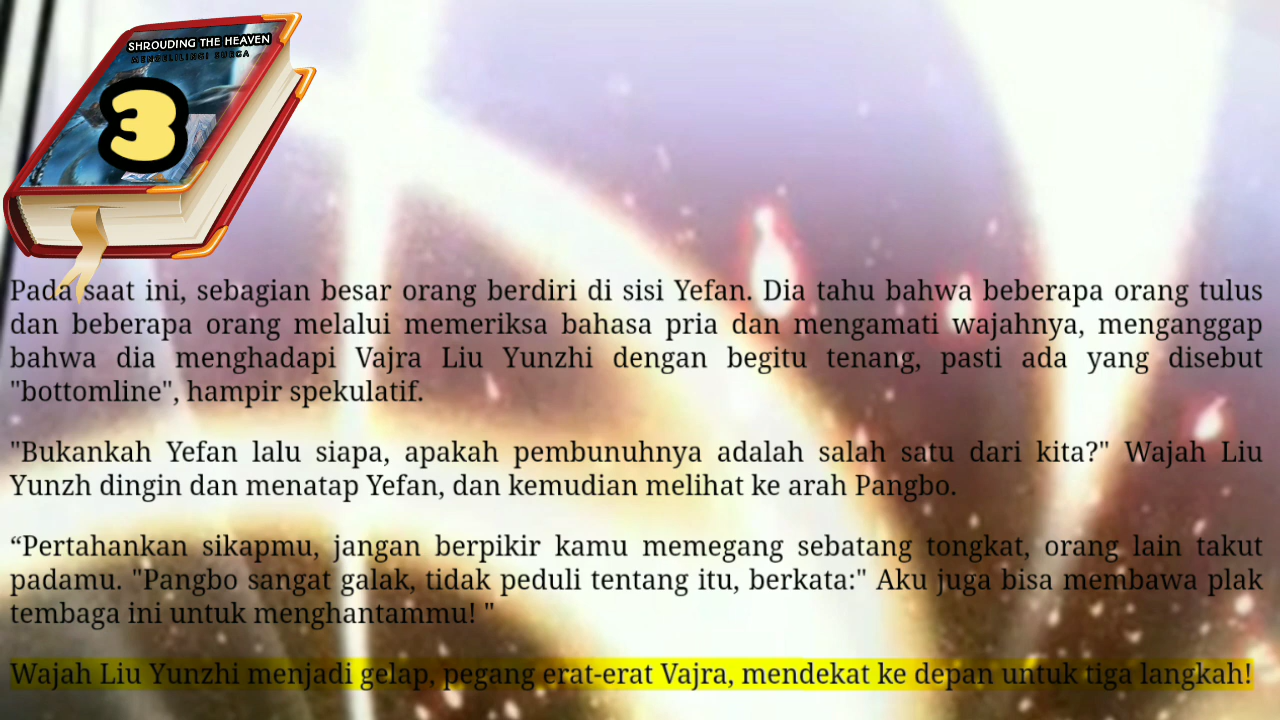 SHROUDING THE HEAVEN
MENGELILINGI SURGA
3
Pada saat ini, sebagian besar orang berdiri di sisi Yefan. Dia tahu bahwa beberapa orang tulus
dan beberapa orang melalui memeriksa bahasa pria dan mengamati wajahnya, menganggap
bahwa dia menghadapi Vajra Liu Yunzhi dengan begitu tenang, pasti ada yang disebut
"bottomline", hampir spekulatif.
"Bukankah Yefan lalu siapa, apakah pembunuhnya adalah salah satu dari kita?" Wajah Liu
Yunzh dingin dan menatap Yefan, dan kemudian melihat ke arah Pangbo.
“Pertahankan sikapmu, jangan berpikir kamu memegang sebatang tongkat, orang lain takut
padamu. "Pangbo sangat galak, tidak peduli tentang itu, berkata:" Aku juga bisa membawa plak
tembaga ini untuk menghantammu! "
Wajah Liu Yunzhi menjadi gelap, pegang erat-erat Vajra, mendekat ke depan untuk tiga langkah!